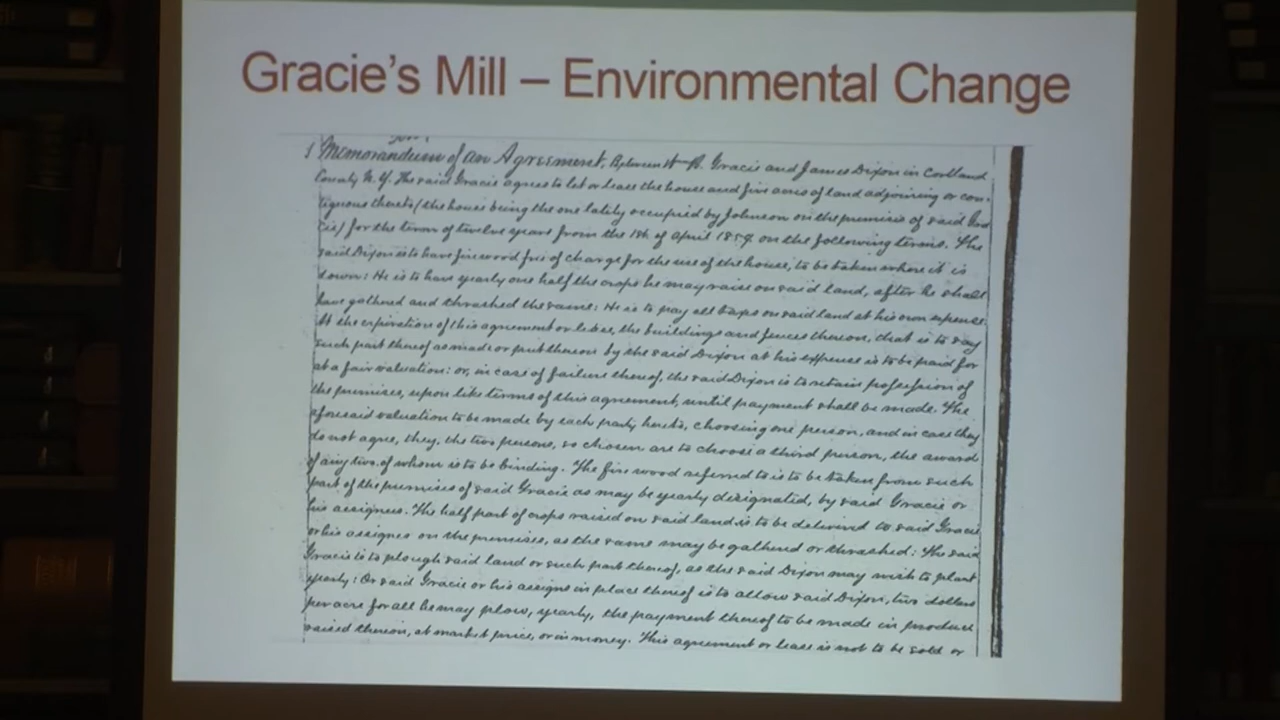 Gracie's Mill – Environmental Change
Memorandum of an Agreement, Between R. Gracie and James Dixon in Cortland
County N.Y. The said Gracie agrees to let or lease the house and five acres of land adjoining or con-
tiguous thereto (the house being the one lately occupied by Johnson on the premises of said Gra
cie) for the term of twelve years from the 1st of April on the following terms. The
said Dixon is to have firewood free of charge for the use of the house, to be taken where it is
down: He is to have yearly one half the crops he may raise on said land, after he shall
have gathered and thrashed the same: He is to pay all taxes on said land at his own expense.
At the expiration of this agreement or lease, the buildings and fences thereon, that is to say
such part thereof as made or put thereon by the said Dixon at his expense is to be paid for
at a fair valuation: or, in case of failure thereof, the said Dixon is to retain possession of
the premises, upon like terms of this agreement, until payment shall be made. The
aforesaid valuation to be made by each party hereto, choosing one person, and in case they
do not agree, they, the two persons, so chosen are to choose a third person, the award
of any two of whom is to be binding. The fire wood referred to is to be taken from such
part of the premises of said Gracie as may be yearly designated, by said Gracie or
his assignees. The half part of crops raised on said land is to be delivered to said Gracie
or his assigns on the premises, as the same may be gathered or thrashed: The said
Gracie is to plough said land or such part thereof, as the said Dixon may wish to plant
yearly: Or said Gracie or his assigns in place thereof is to allow said Dixon, two dollars
per acre for all he may plow, yearly, the payment thereof to be made in produce
raised thereon, at market price, or in money. This agreement or lease is not to be sold or